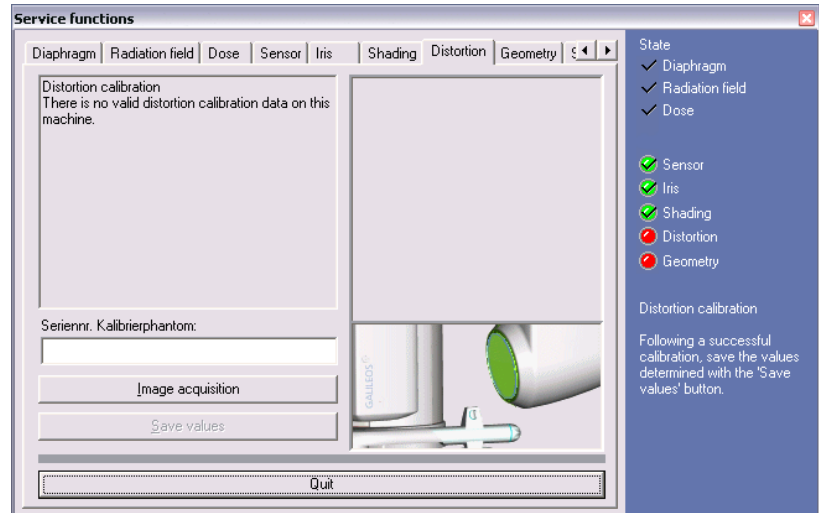 Service functions
Diaphragm
Radiation field
Dose
Sensor
Iris
Shading
Distortion
Geometry
Distortion calibration
There is no valid distortion calibration data on this
machine.
Seriennr. Kalibrierphantom:
Image acquisition
Save values
GALILEOS
Quit
State
Diaphragm
Radiation field
Dose
Sensor
Iris
Shading
Distortion
Geometry
Distortion calibration
Following a successful
calibration, save the values
determined with the 'Save
values' button.